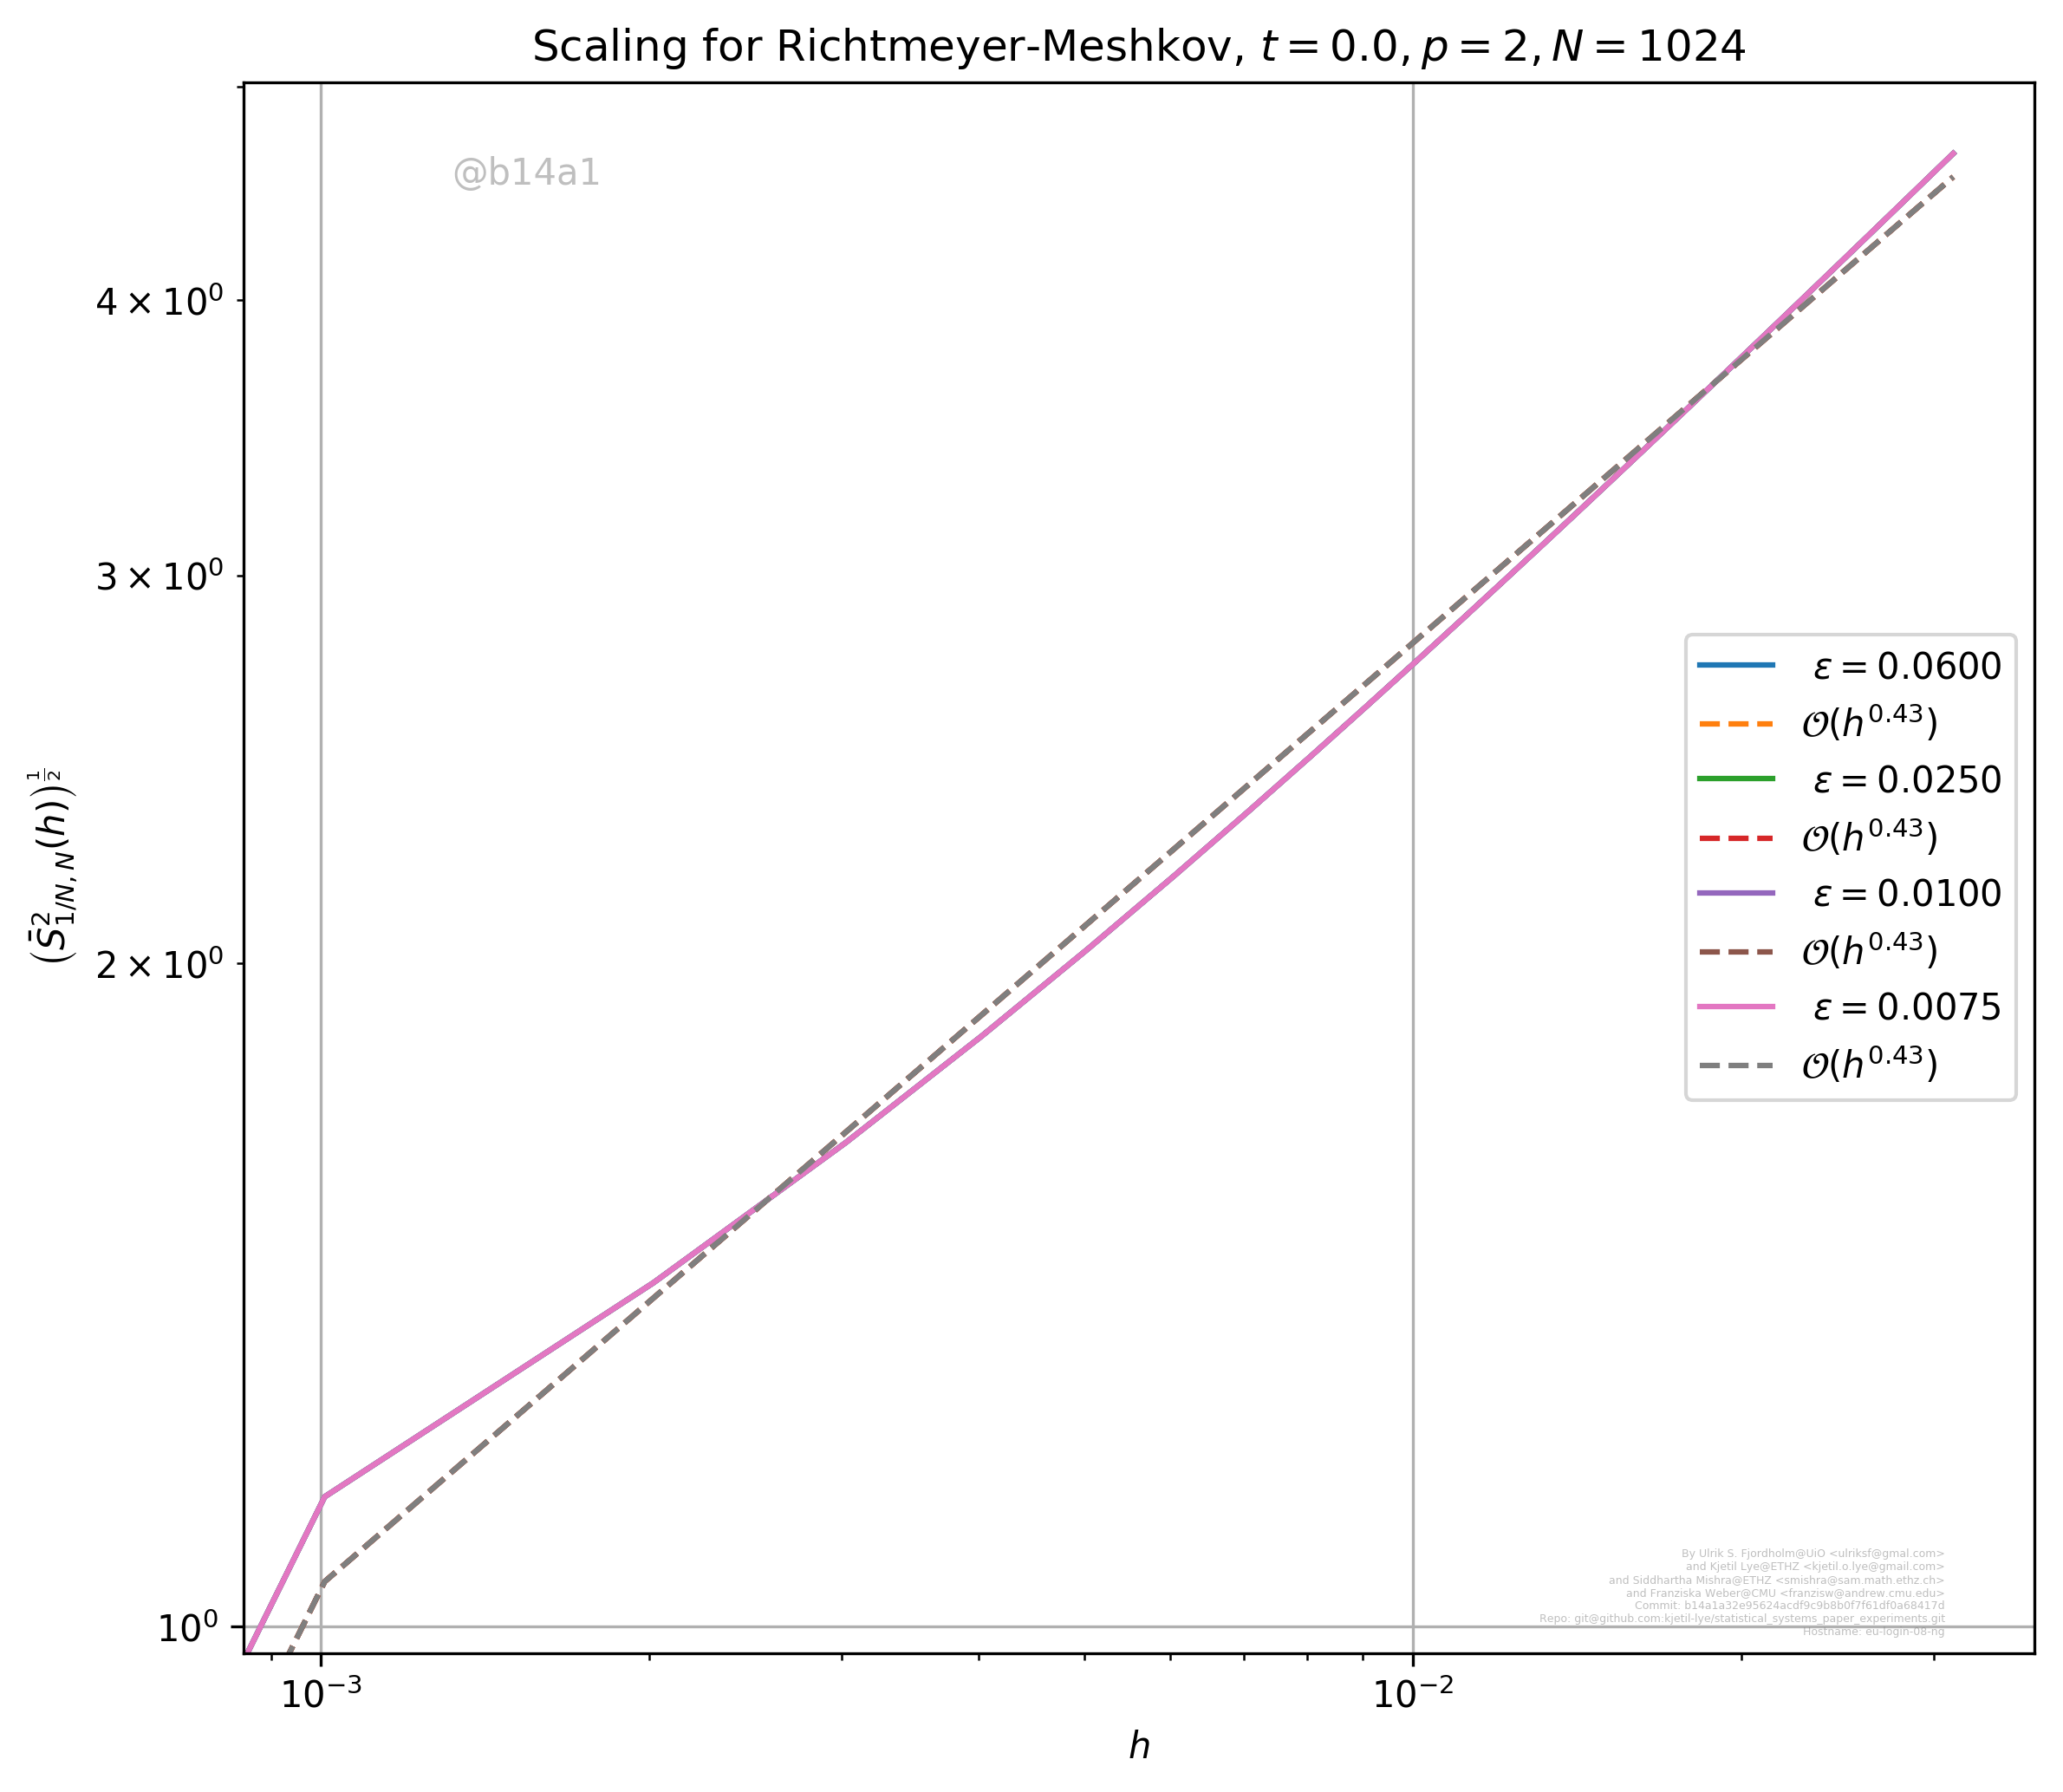 Scaling for Richtmeyer-Meshkov, t = 0.0, p = 2, N = 1024
@b14a1
4 × 10⁰
3 × 10⁰
2 × 10⁰
10⁰
(S̄²₁/N, N(h))^½
ε = 0.0600
𝒪(h^0.43)
ε = 0.0250
𝒪(h^0.43)
ε = 0.0100
𝒪(h^0.43)
ε = 0.0075
𝒪(h^0.43)
By Ulrik S. Fjordholm@UiO <ulriksf@gmal.com>
and Kjetil Lye@ETHZ <kjetil.o.lye@gmail.com>
and Siddhartha Mishra@ETHZ <smishra@sam.math.ethz.ch>
and Franziska Weber@CMU <franzisw@andrew.cmu.edu>
Commit: b14a1a32e95624acdf9c9b8b0f7f61df0a68417d
Repo: git@github.com:kjetil-lye/statistical_systems_paper_experiments.git
Hostname: eu-login-08-ng
10⁻³
10⁻²
h